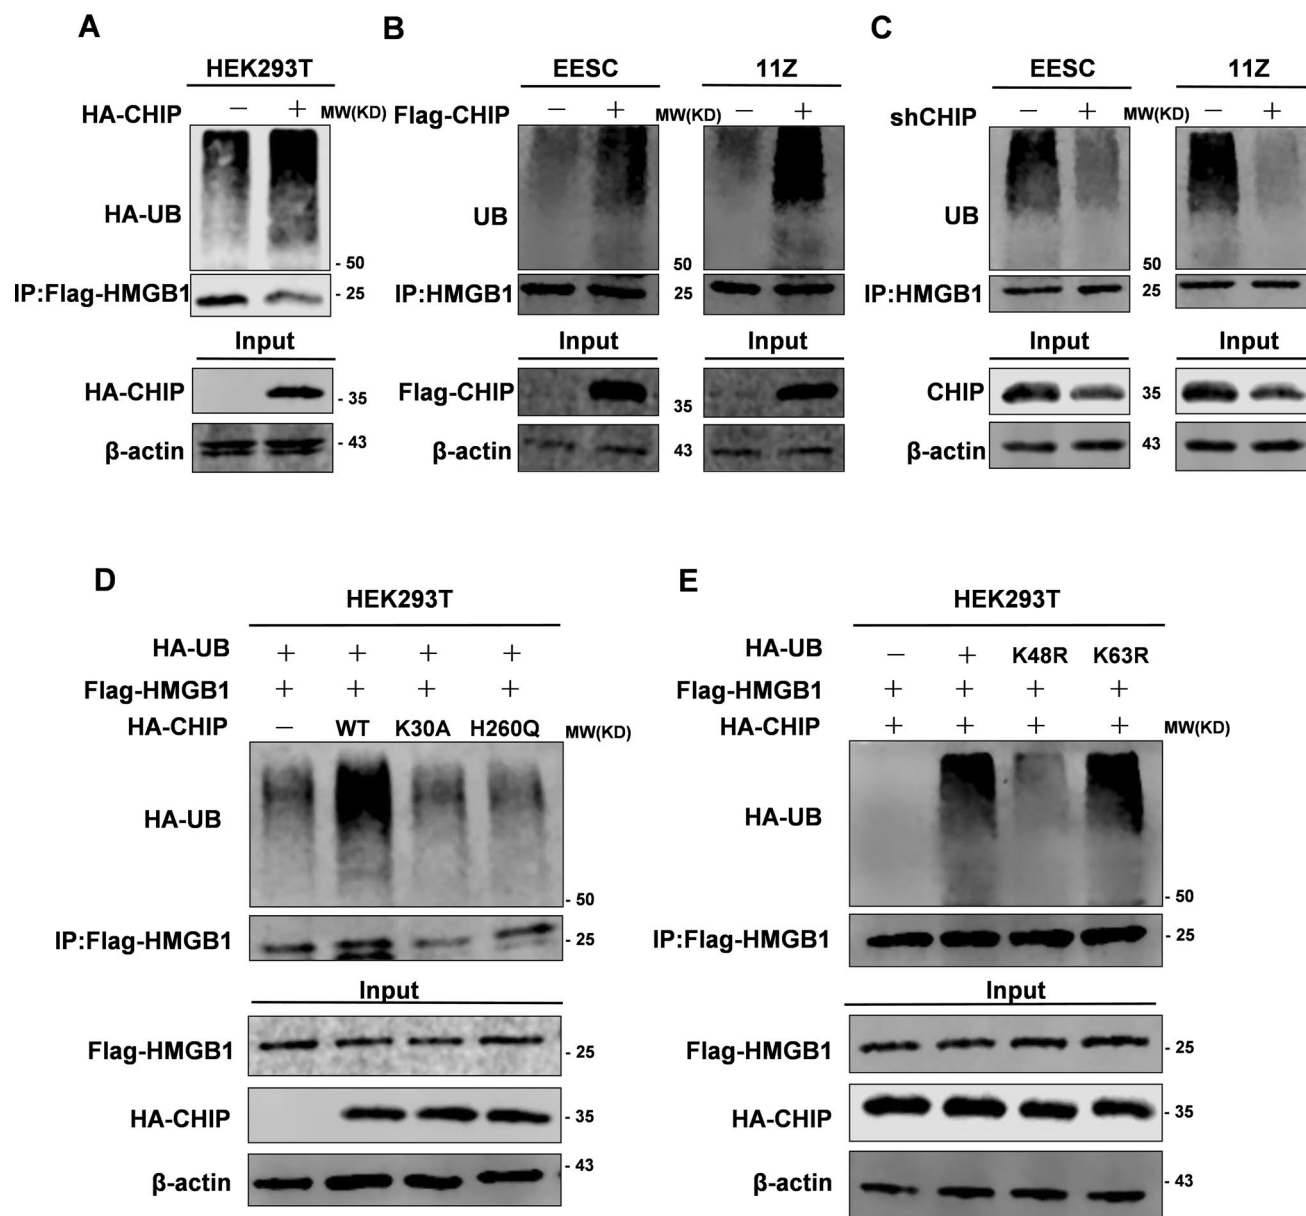 A
HEK293T
HA-CHIP − + MW(KD)
HA-UB
- 50
IP:Flag-HMGB1 - 25
Input
HA-CHIP - 35
β-actin - 43
B
EESC 11Z
Flag-CHIP − + MW(KD) − +
UB
50
IP:HMGB1 25
Input Input
Flag-CHIP 35
β-actin 43
C
EESC 11Z
shCHIP − + MW(KD) − +
UB
50
IP:HMGB1 25
Input Input
CHIP 35
β-actin 43
D
HEK293T
HA-UB + + + +
Flag-HMGB1 + + + +
HA-CHIP − WT K30A H260Q MW(KD)
HA-UB
- 50
IP:Flag-HMGB1 - 25
Input
Flag-HMGB1 - 25
HA-CHIP - 35
β-actin - 43
E
HEK293T
HA-UB − + K48R K63R
Flag-HMGB1 + + + +
HA-CHIP + + + + MW(KD)
HA-UB
- 50
IP:Flag-HMGB1 - 25
Input
Flag-HMGB1 - 25
HA-CHIP - 35
β-actin - 43